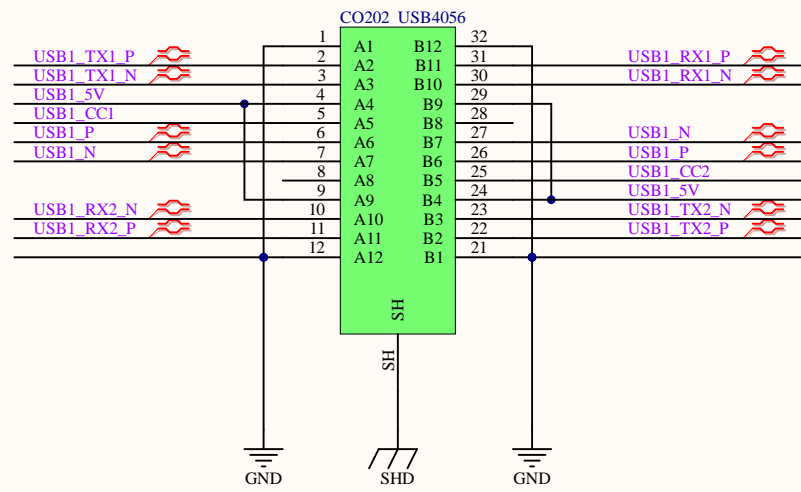 CO202 USB4056
1 A1 B12 32
USB1_TX1_P 2 A2 B11 31 USB1_RX1_P
USB1_TX1_N 3 A3 B10 30 USB1_RX1_N
USB1_5V 4 A4 B9 29
USB1_CC1 5 A5 B8 28
USB1_P 6 A6 B7 27 USB1_N
USB1_N 7 A7 B6 26 USB1_P
8 A8 B5 25 USB1_CC2
9 A9 B4 24 USB1_5V
USB1_RX2_N 10 A10 B3 23 USB1_TX2_N
USB1_RX2_P 11 A11 B2 22 USB1_TX2_P
12 A12 B1 21
SH
SH
GND SHD GND